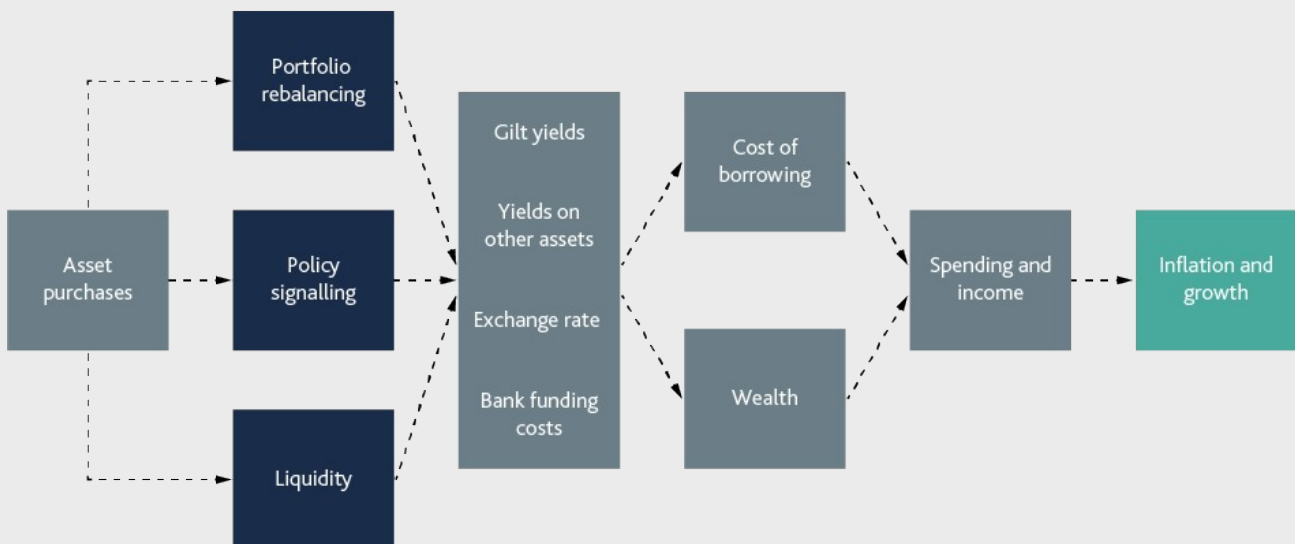 Asset
purchases
Portfolio
rebalancing
Policy
signalling
Liquidity
Gilt yields
Yields on
other assets
Exchange rate
Bank funding
costs
Cost of
borrowing
Wealth
Spending and
income
Inflation and
growth